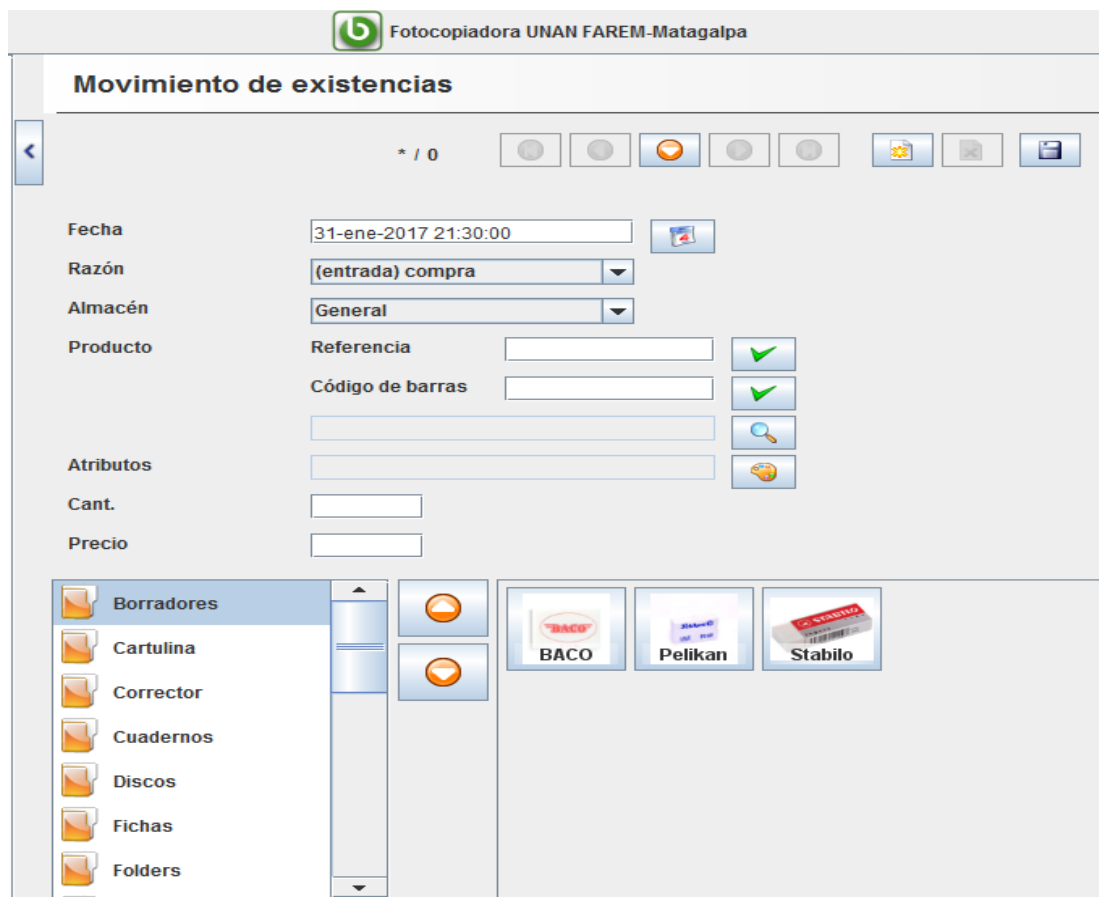 Fotocopiadora UNAN FAREM-Matagalpa
Movimiento de existencias
* / 0
Fecha
31-ene-2017 21:30:00
Razón
(entrada) compra
Almacén
General
Producto
Referencia
Código de barras
Atributos
Cant.
Precio
Borradores
Cartulina
Corrector
Cuadernos
Discos
Fichas
Folders
"BACO"
BACO
Pelikan
STABILO
Stabilo